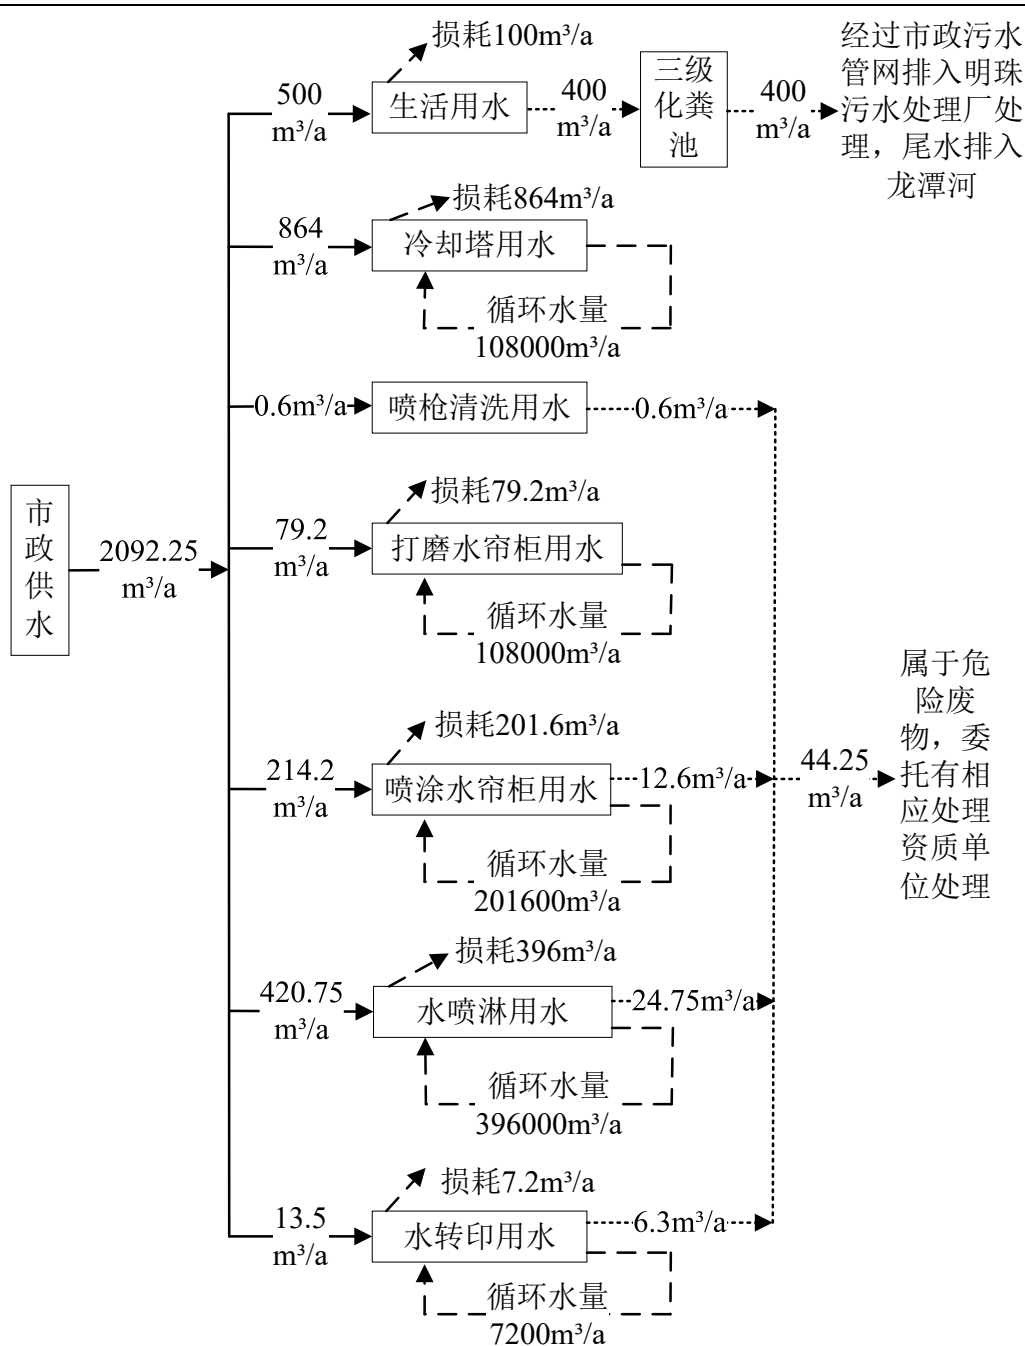 损耗100m³/a
500
m³/a
生活用水
400
m³/a
三级
化粪
池
400
m³/a
经过市政污水
管网排入明珠
污水处理厂处
理，尾水排入
龙潭河
损耗864m³/a
864
m³/a
冷却塔用水
循环水量
108000m³/a
0.6m³/a
喷枪清洗用水
0.6m³/a
市
政
供
水
2092.25
m³/a
损耗79.2m³/a
79.2
m³/a
打磨水帘柜用水
循环水量
108000m³/a
损耗201.6m³/a
214.2
m³/a
喷涂水帘柜用水
12.6m³/a
循环水量
201600m³/a
44.25
m³/a
属于危
险废
物，委
托有相
应处理
资质单
位处理
损耗396m³/a
420.75
m³/a
水喷淋用水
24.75m³/a
循环水量
396000m³/a
损耗7.2m³/a
13.5
m³/a
水转印用水
6.3m³/a
循环水量
7200m³/a